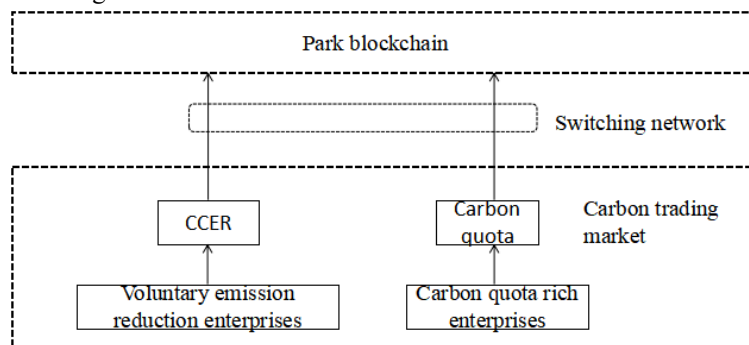 Park blockchain
Switching network
CCER
Carbon
quota
Carbon trading
market
Voluntary emission
reduction enterprises
Carbon quota rich
enterprises